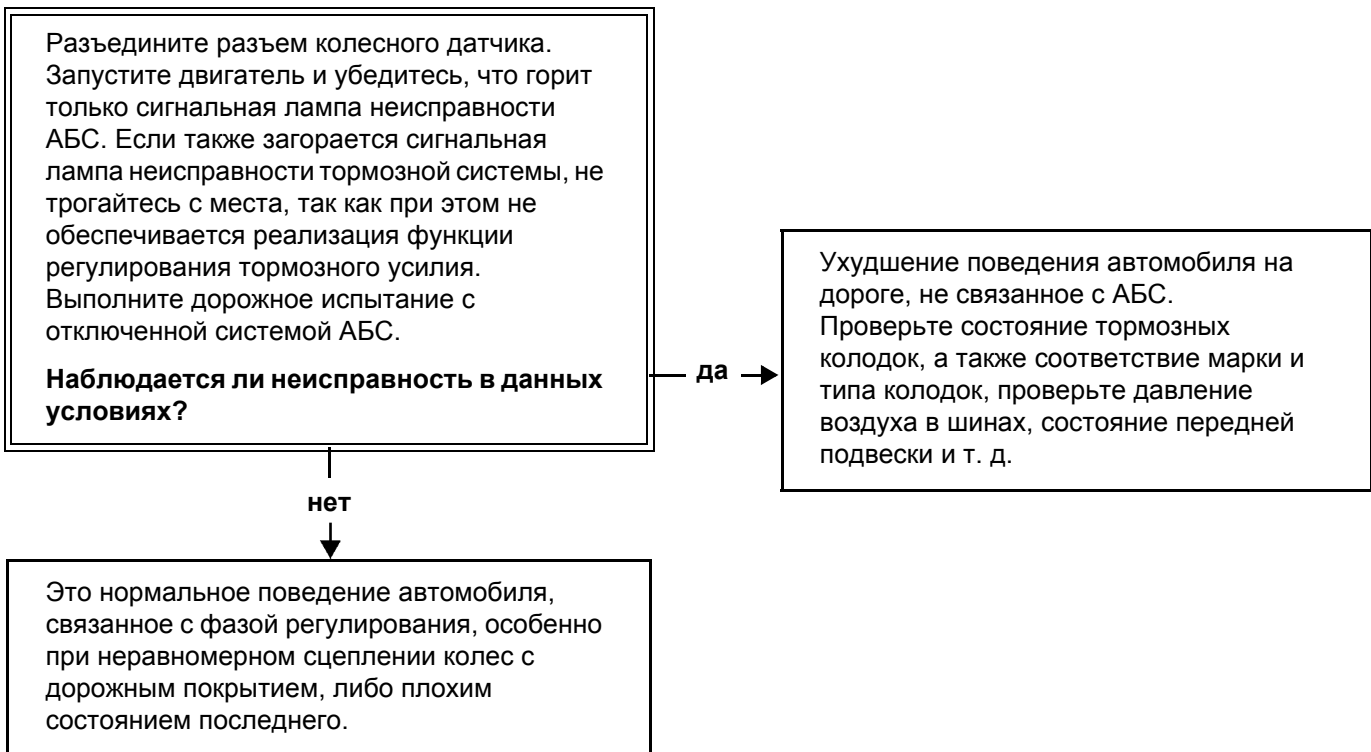 Разъедините разъем колесного датчика.
Запустите двигатель и убедитесь, что горит
только сигнальная лампа неисправности
АБС. Если также загорается сигнальная
лампа неисправности тормозной системы, не
трогайтесь с места, так как при этом не
обеспечивается реализация функции
регулирования тормозного усилия.
Выполните дорожное испытание с
отключенной системой АБС.
Наблюдается ли неисправность в данных
условиях?
да
Ухудшение поведения автомобиля на
дороге, не связанное с АБС.
Проверьте состояние тормозных
колодок, а также соответствие марки и
типа колодок, проверьте давление
воздуха в шинах, состояние передней
подвески и т. д.
нет
Это нормальное поведение автомобиля,
связанное с фазой регулирования, особенно
при неравномерном сцеплении колес с
дорожным покрытием, либо плохим
состоянием последнего.